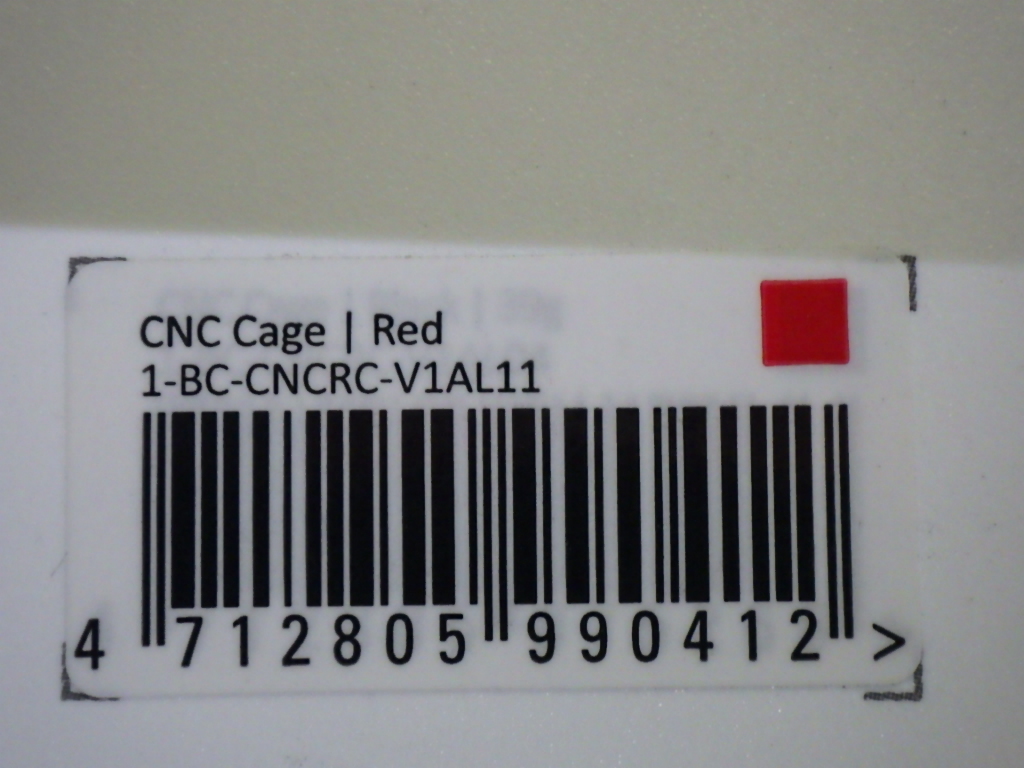 CNC Cage | Red
1-BC-CNCRC-V1AL11
4 712805 990412 >